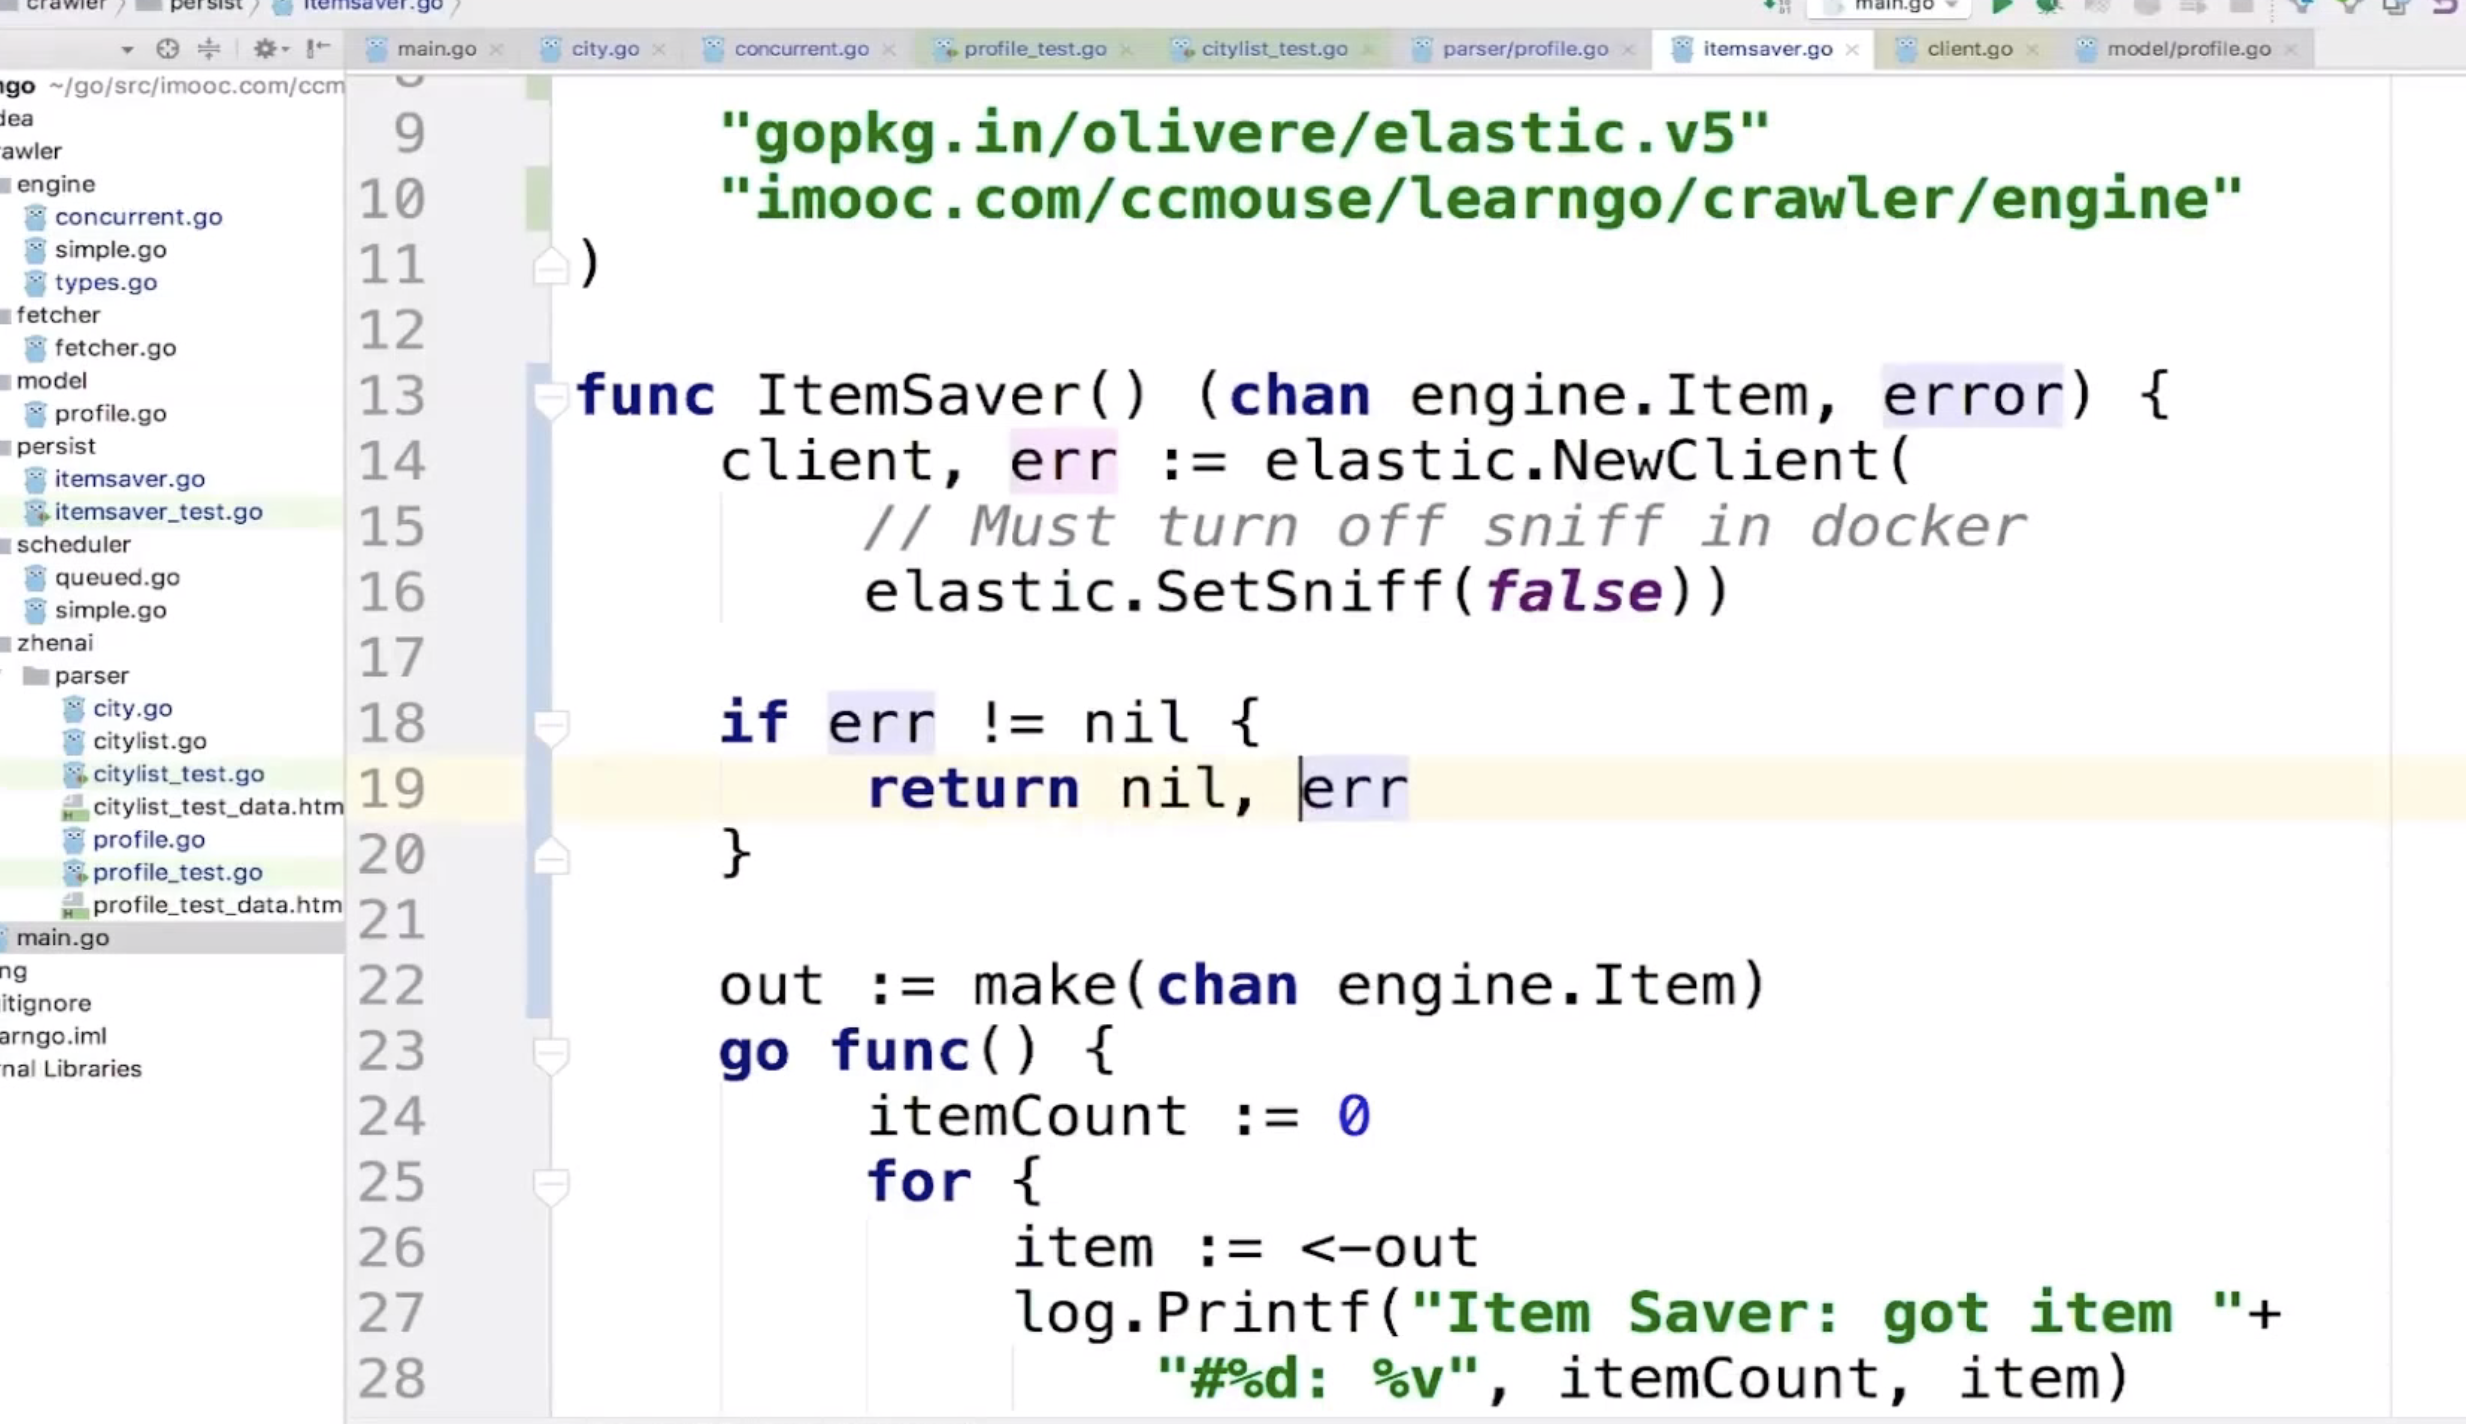 crawler persist itemsaver.go main.go
main.go city.go concurrent.go profile_test.go citylist_test.go parser/profile.go itemsaver.go client.go model/profile.go
ngo ~/go/src/imooc.com/ccm
dea
awler
engine
concurrent.go
simple.go
types.go
fetcher
fetcher.go
model
profile.go
persist
itemsaver.go
itemsaver_test.go
scheduler
queued.go
simple.go
zhenai
parser
city.go
citylist.go
citylist_test.go
citylist_test_data.htm
profile.go
profile_test.go
profile_test_data.htm
main.go
ng
itignore
arngo.iml
nal Libraries
9 "gopkg.in/olivere/elastic.v5"
10 "imooc.com/ccmouse/learngo/crawler/engine"
11 )
12
13 func ItemSaver() (chan engine.Item, error) {
14 client, err := elastic.NewClient(
15 // Must turn off sniff in docker
16 elastic.SetSniff(false))
17
18 if err != nil {
19 return nil, err
20 }
21
22 out := make(chan engine.Item)
23 go func() {
24 itemCount := 0
25 for {
26 item := <-out
27 log.Printf("Item Saver: got item "+
28 "#%d: %v", itemCount, item)